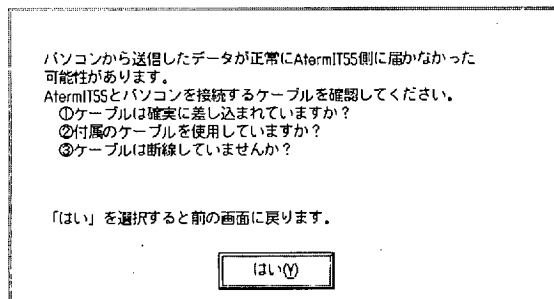 パソコンから送信したデータが正常にAtermIT55側に届かなかった
可能性があります。
AtermIT55とパソコンを接続するケーブルを確認してください。
①ケーブルは確実に差し込まれていますか？
②付属のケーブルを使用していますか？
③ケーブルは断線していませんか？
「はい」を選択すると前の画面に戻ります。
はい(Y)